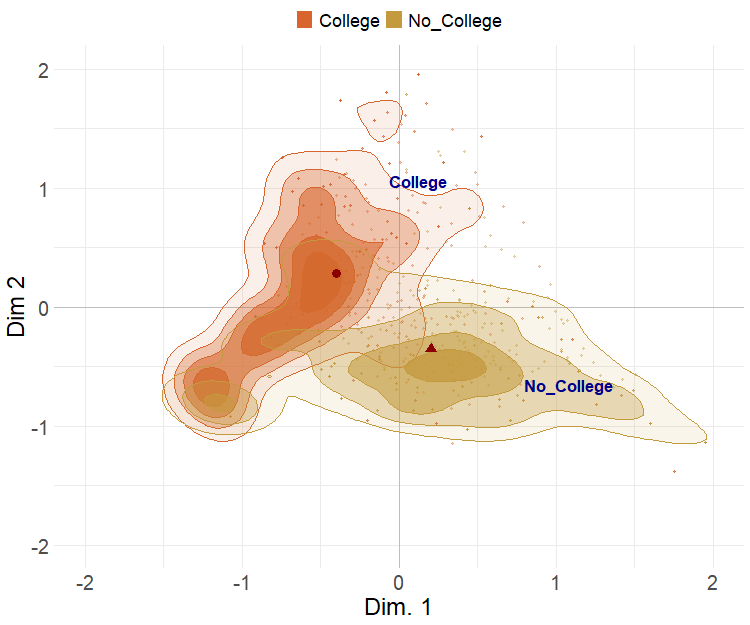 College No_College
Dim 2
2
1
0
-1
-2
College
No_College
-2 -1 0 1 2
Dim. 1